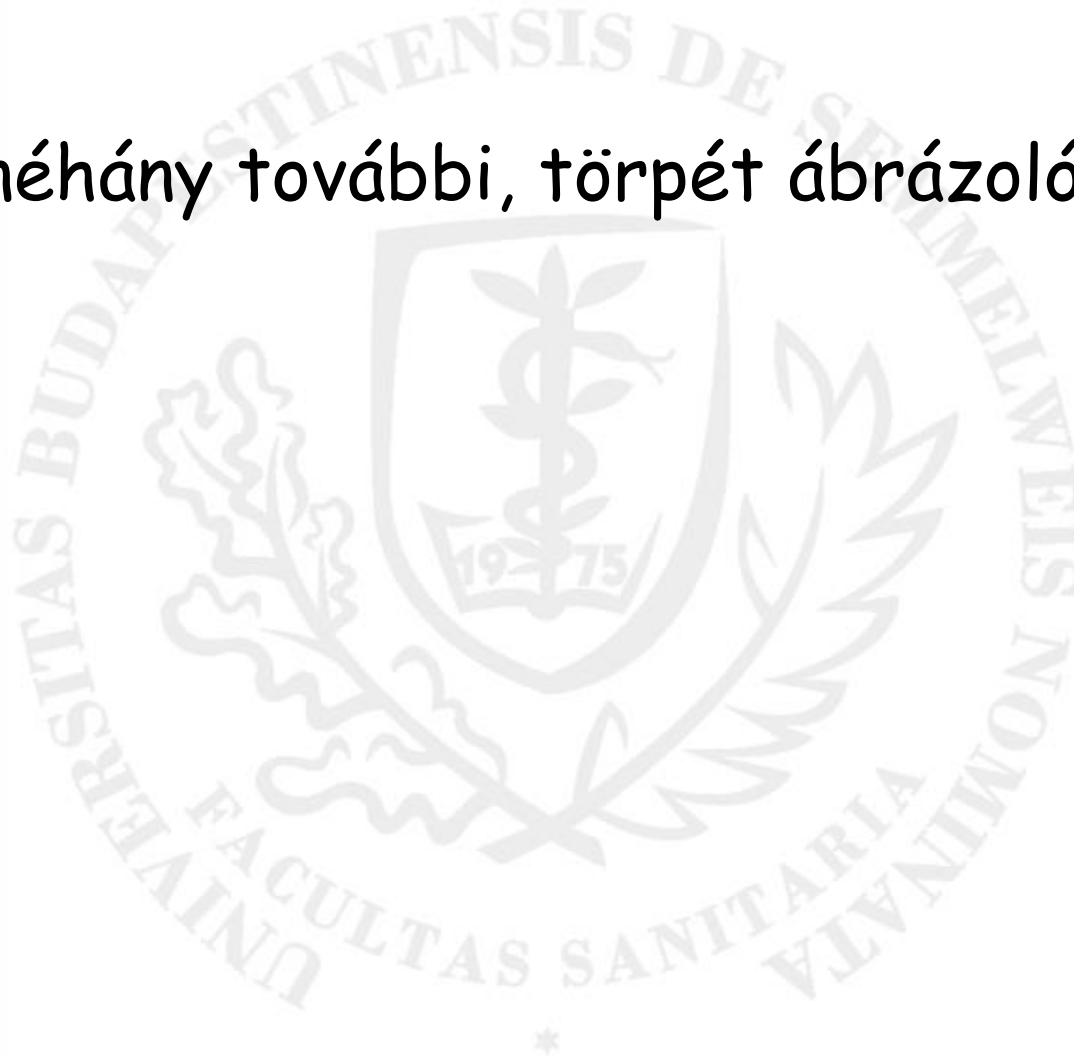 néhány további, törpét ábrázoló
UNIVERSITAS BUDAPESTINENSIS DE SEMMELWEIS NOMINATA
19 75
FACULTAS SANITARIA